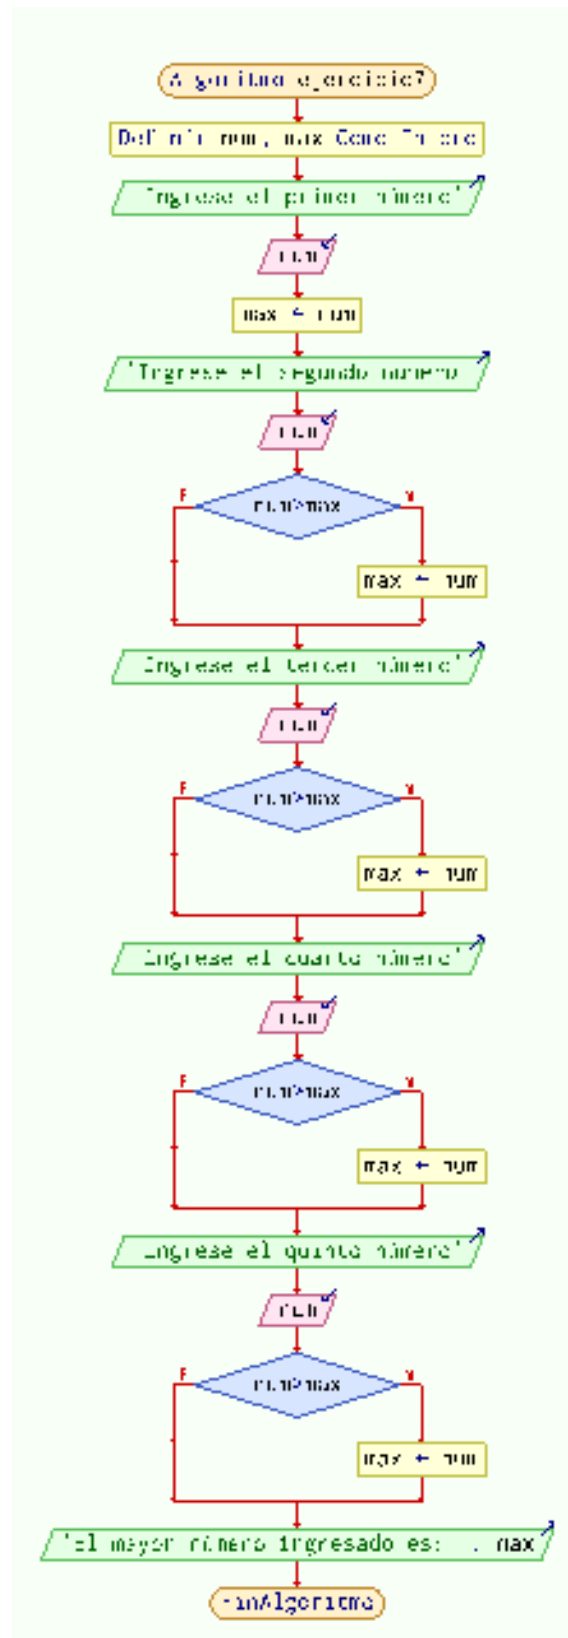 Algoritmo ejercicio7
Definir num, max Como Entero
'Ingrese el primer número'
num
max ← num
'Ingrese el segundo número'
num
num>max
F
V
max ← num
'Ingrese el tercer número'
num
num>max
F
V
max ← num
'Ingrese el cuarto número'
num
num>max
F
V
max ← num
'Ingrese el quinto número'
num
num>max
F
V
max ← num
'El mayor número ingresado es: ', max
FinAlgoritmo